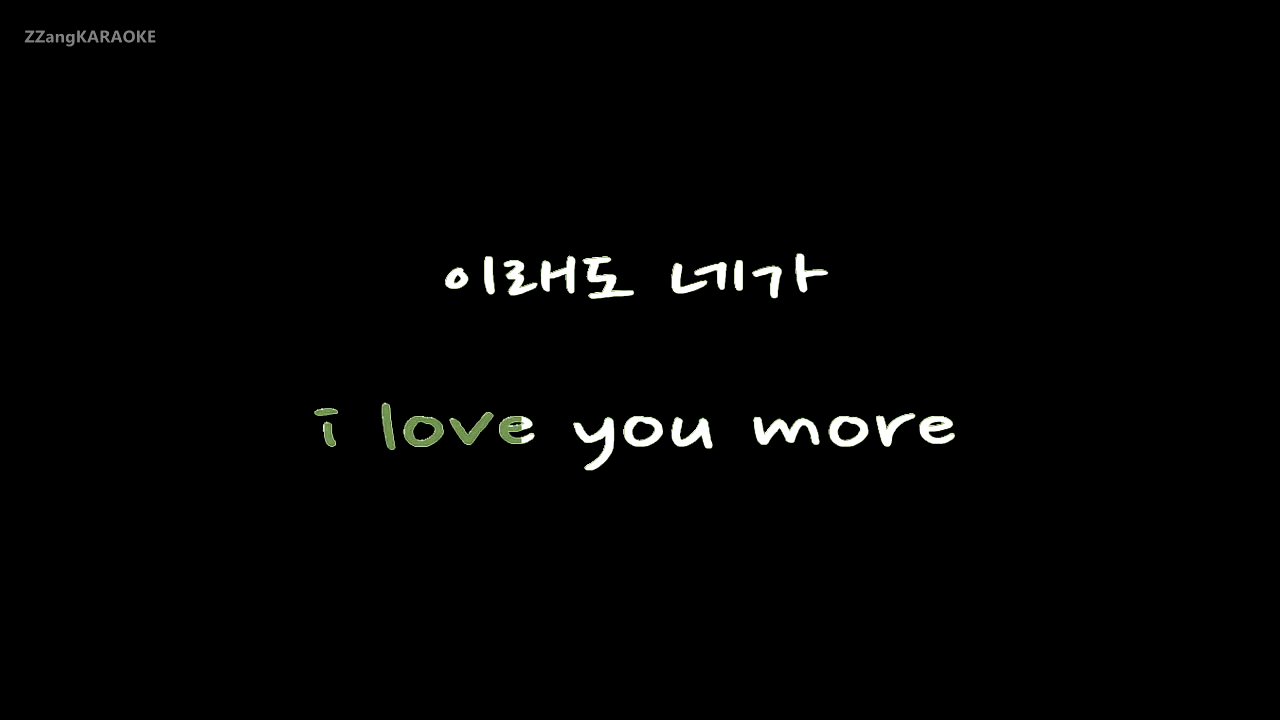 ZZangKARAOKE
이래도 네가
i love you more